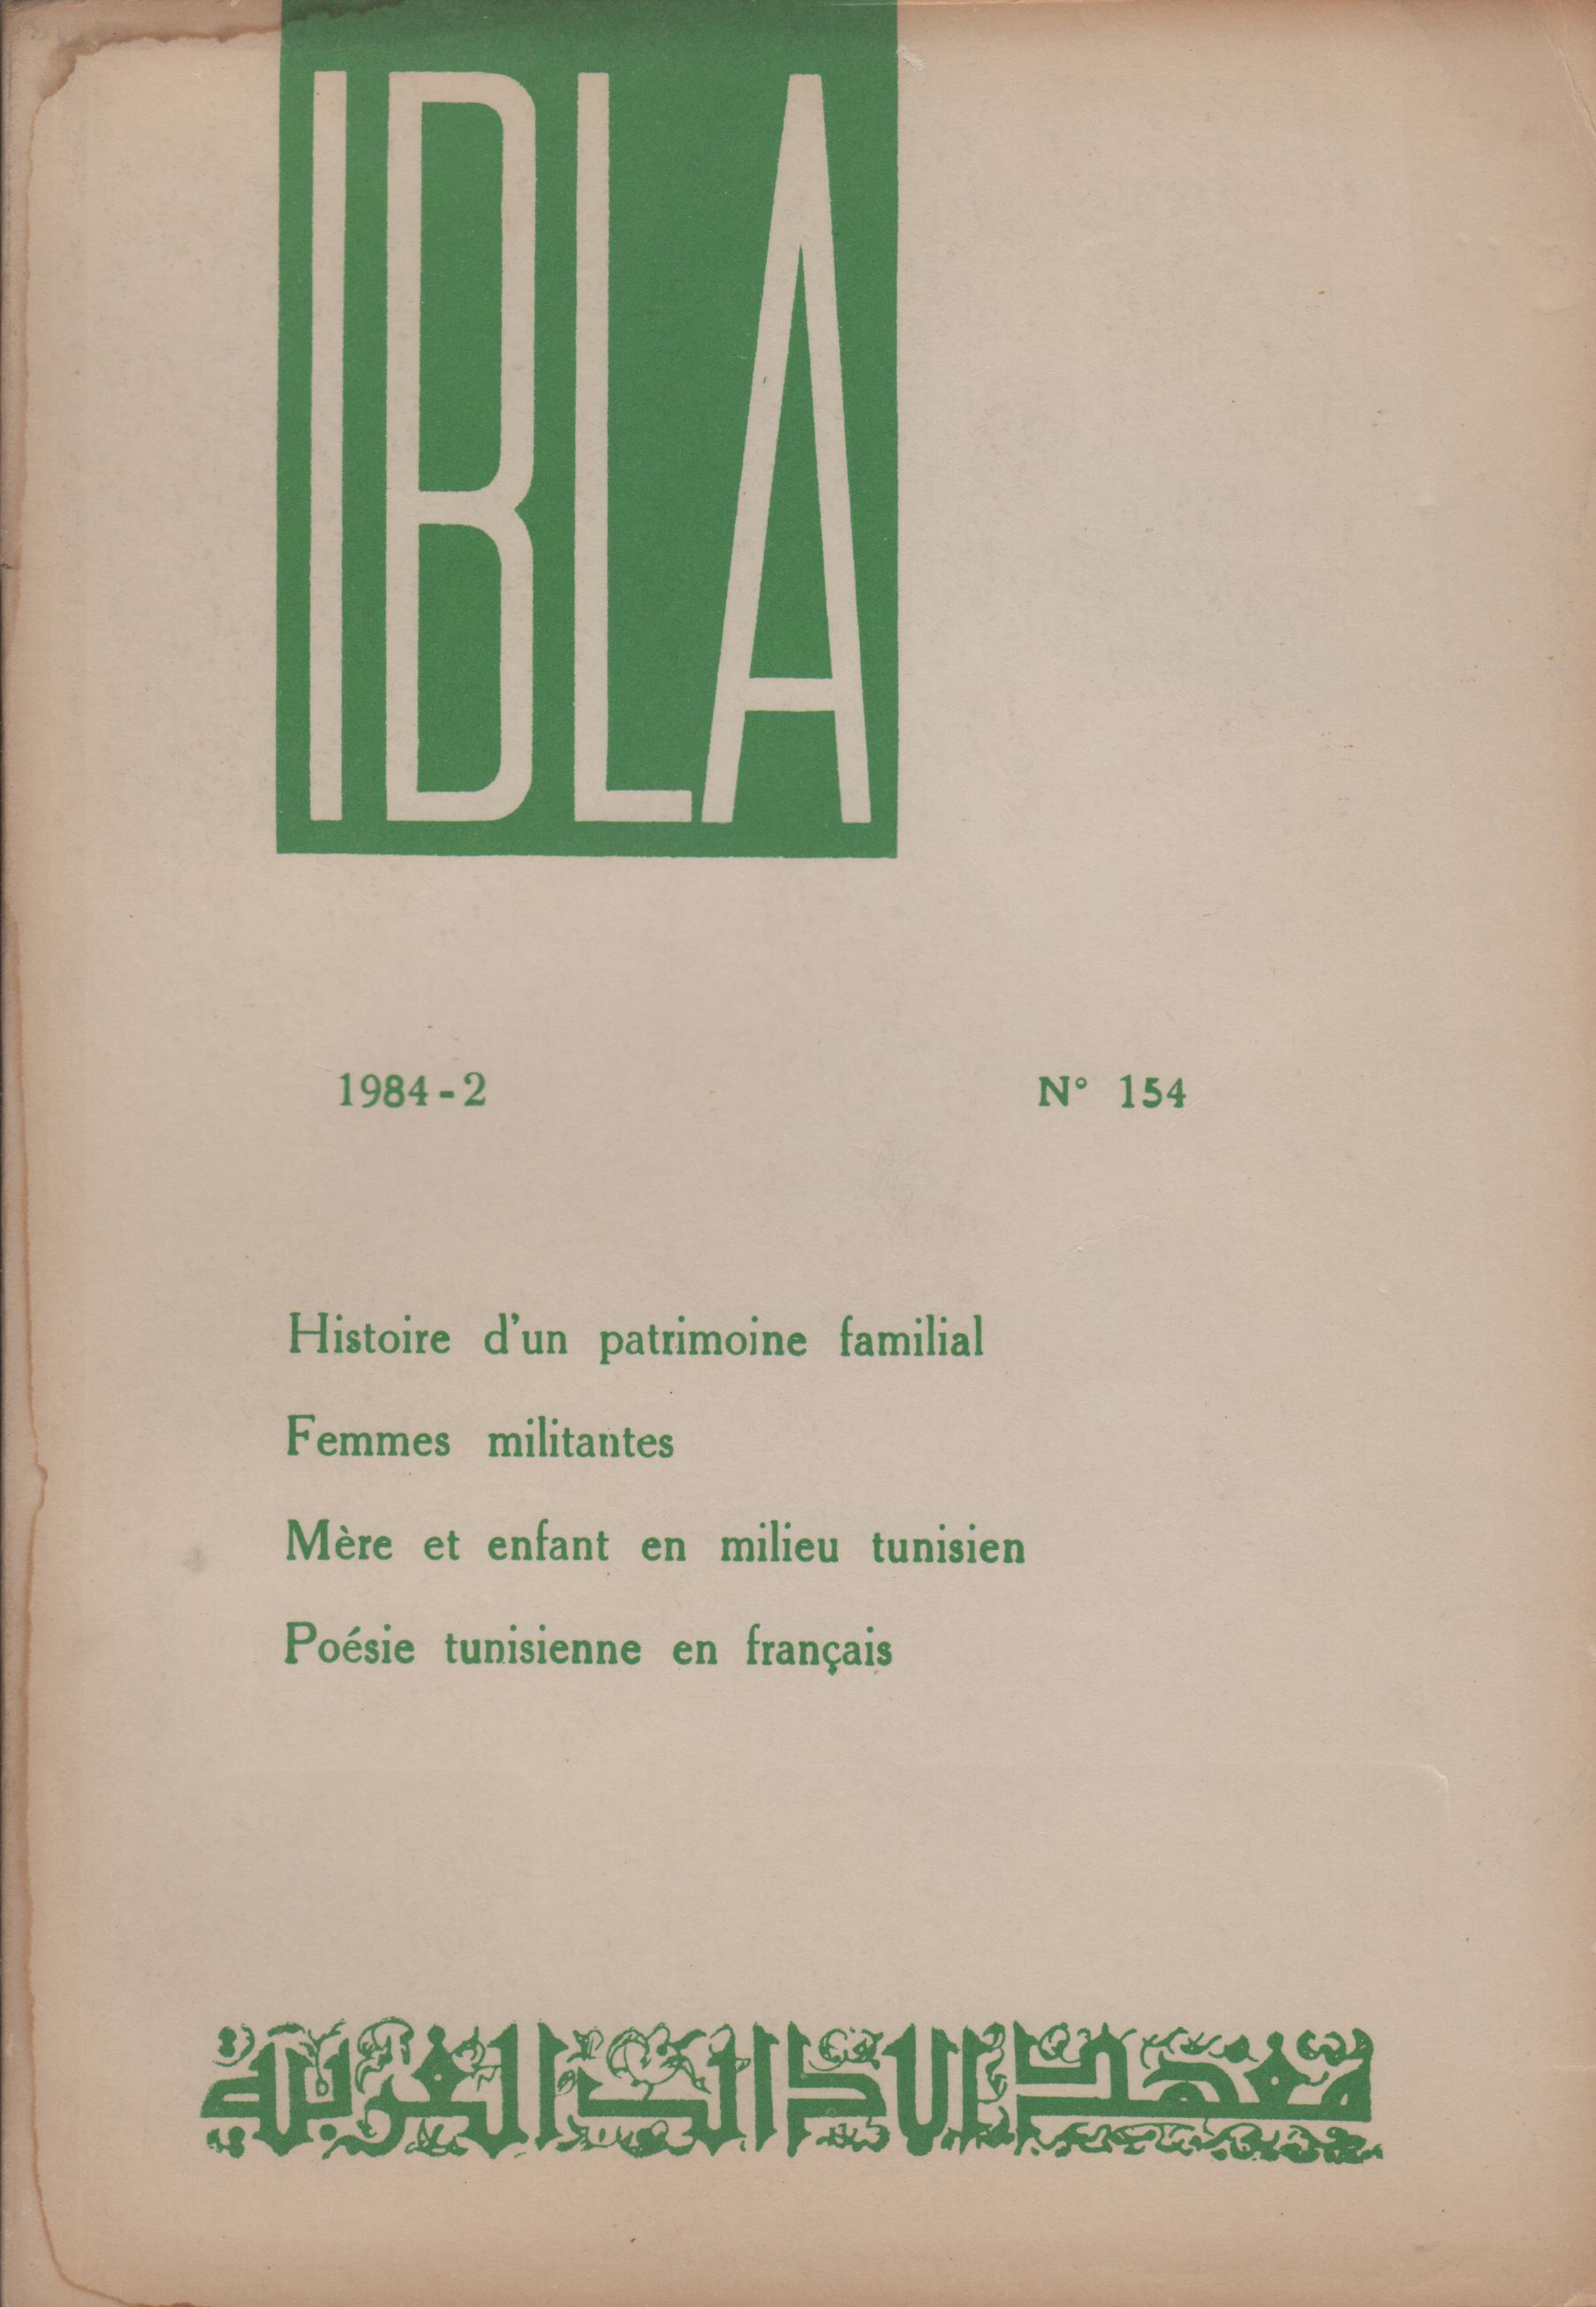 IBLA
1984-2 N° 154
Histoire d'un patrimoine familial
Femmes militantes
Mère et enfant en milieu tunisien
Poésie tunisienne en français
معهد الآداب العربية